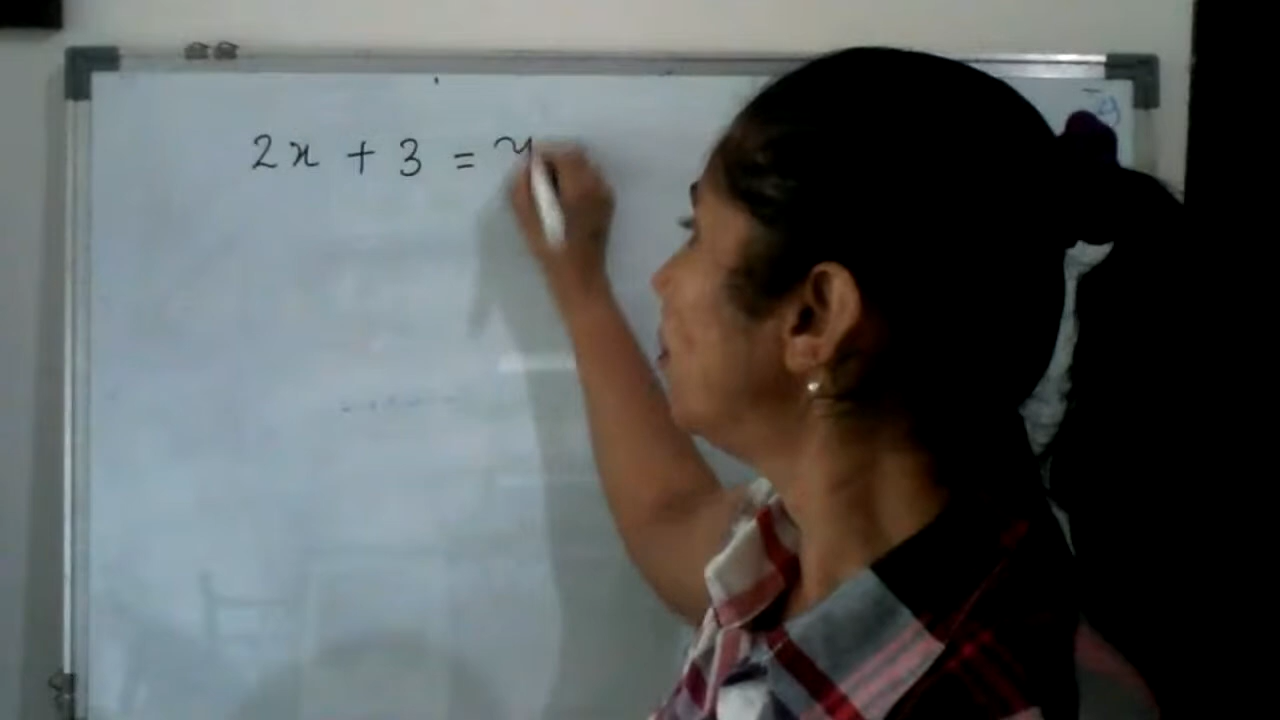 2x + 3 =